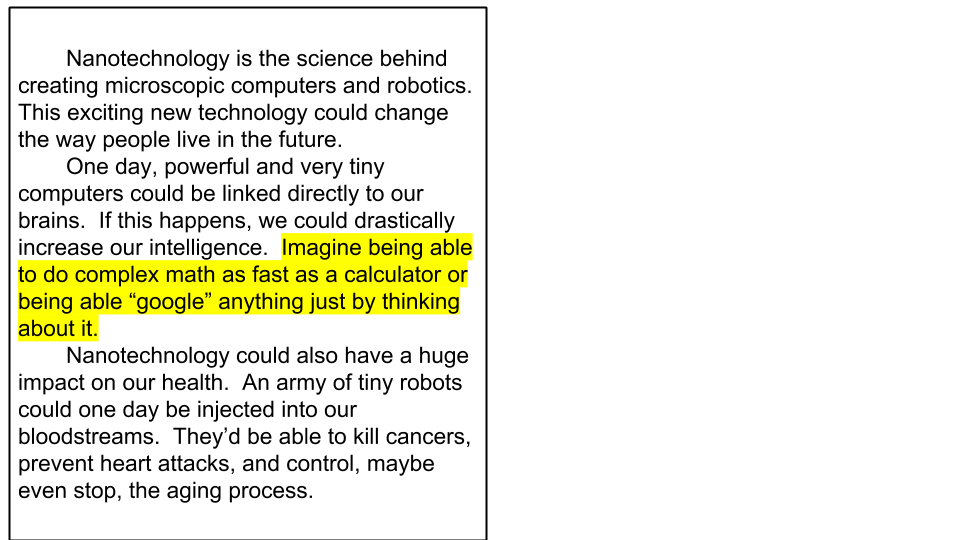 Nanotechnology is the science behind
creating microscopic computers and robotics.
This exciting new technology could change
the way people live in the future.
One day, powerful and very tiny
computers could be linked directly to our
brains.  If this happens, we could drastically
increase our intelligence.  Imagine being able
to do complex math as fast as a calculator or
being able “google” anything just by thinking
about it.
Nanotechnology could also have a huge
impact on our health.  An army of tiny robots
could one day be injected into our
bloodstreams.  They’d be able to kill cancers,
prevent heart attacks, and control, maybe
even stop, the aging process.